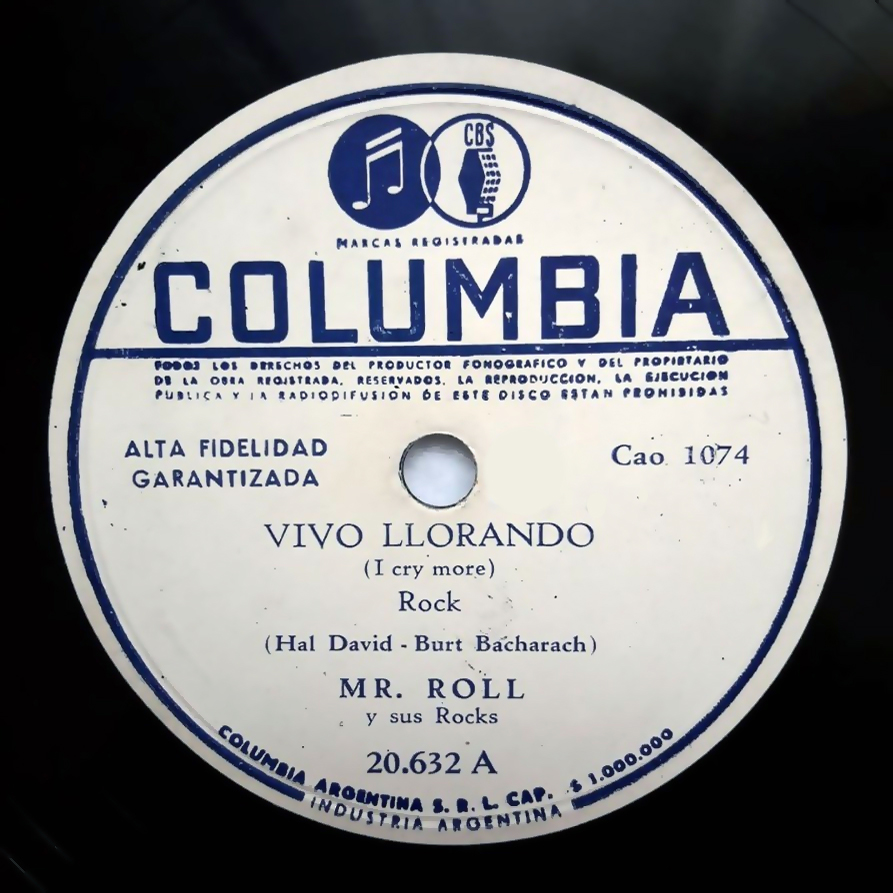 CBS
MARCAS REGISTRADAS
COLUMBIA
TODOS LOS DERECHOS DEL PRODUCTOR FONOGRAFICO Y DEL PROPIETARIO
DE LA OBRA REGISTRADA, RESERVADOS. LA REPRODUCCION, LA EJECUCION
PUBLICA Y LA RADIODIFUSIÓN DE ESTE DISCO ESTAN PROHIBIDAS
ALTA FIDELIDAD
GARANTIZADA
Cao 1074
VIVO LLORANDO
(I cry more)
Rock
(Hal David - Burt Bacharach)
MR. ROLL
y sus Rocks
20.632 A
COLUMBIA ARGENTINA S. R. L. CAP. $ 1.000.000
INDUSTRIA ARGENTINA